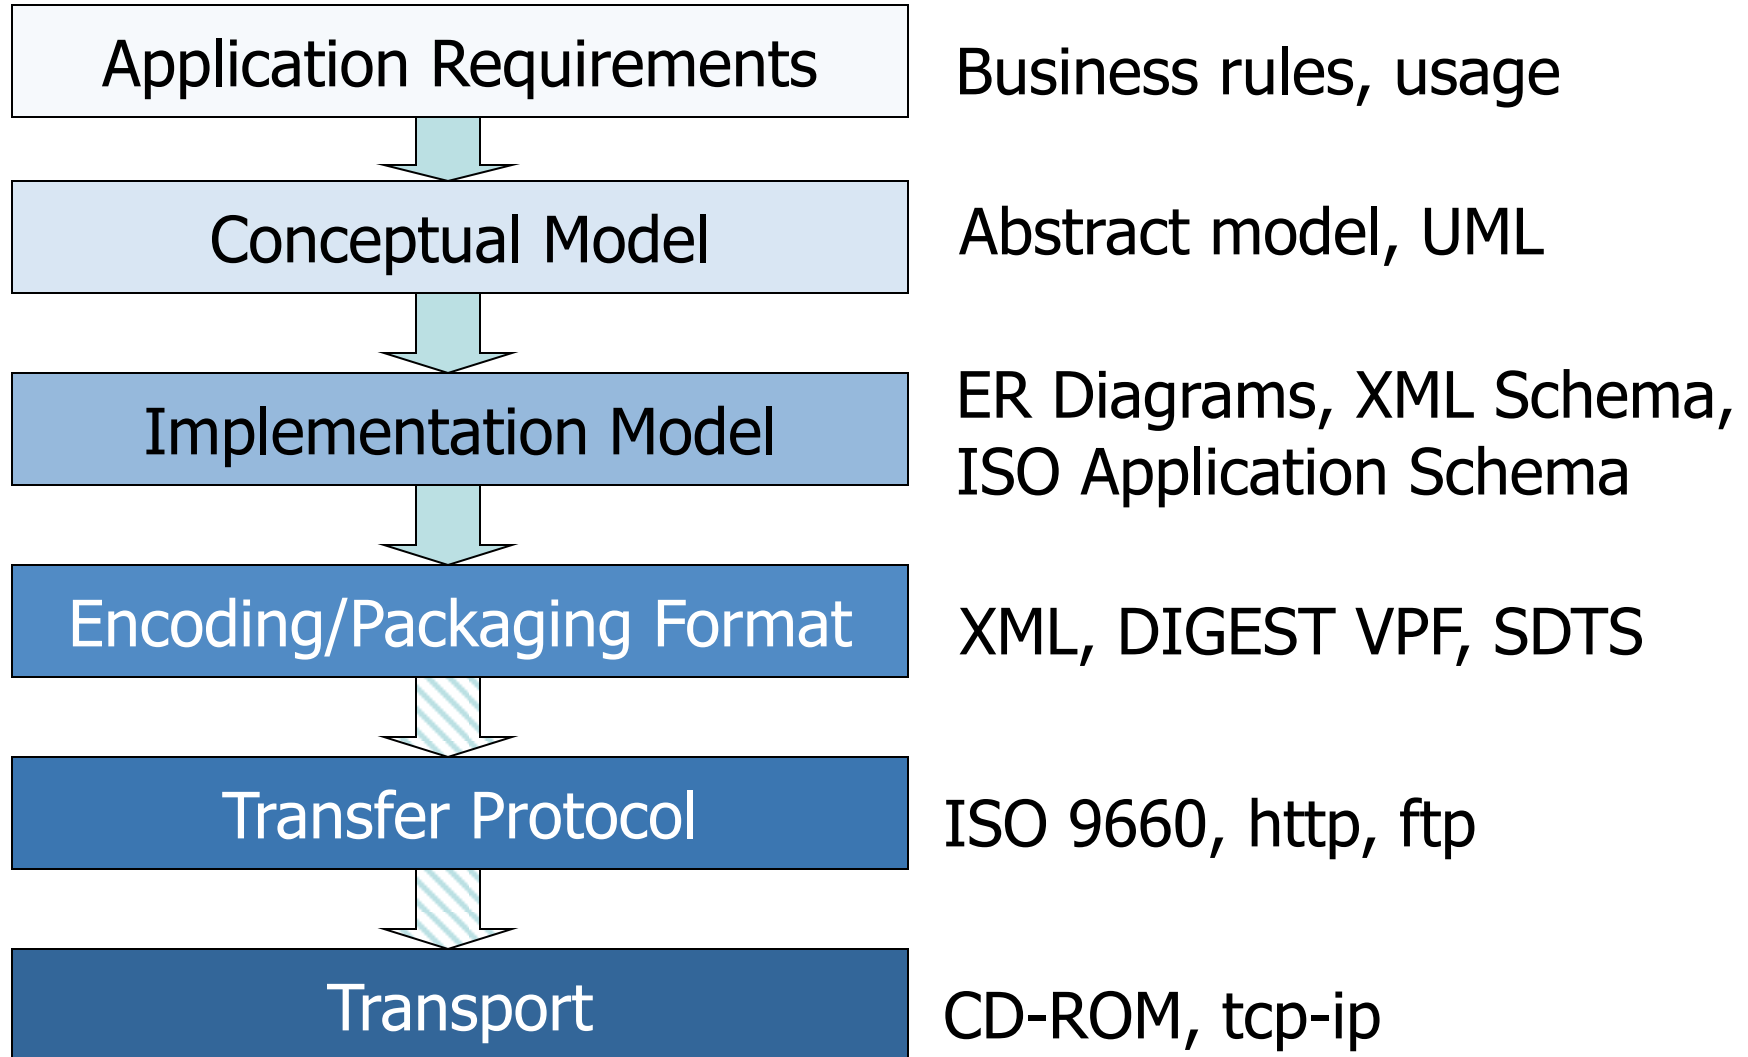 Application Requirements
Business rules, usage
Conceptual Model
Abstract model, UML
Implementation Model
ER Diagrams, XML Schema,
ISO Application Schema
Encoding/Packaging Format
XML, DIGEST VPF, SDTS
Transfer Protocol
ISO 9660, http, ftp
Transport
CD-ROM, tcp-ip